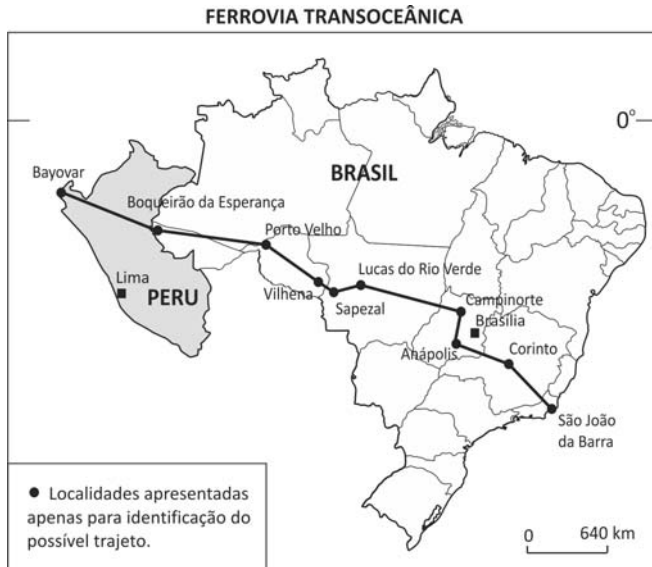 FERROVIA TRANSOCEÂNICA
0°
Bayovar
BRASIL
Boqueirão da Esperança
Porto Velho
Lima
PERU
Lucas do Rio Verde
Vilhena
Sapezal
Campinorte
Brasília
Anápolis
Corinto
São João
da Barra
● Localidades apresentadas
apenas para identificação do
possível trajeto.
0 640 km